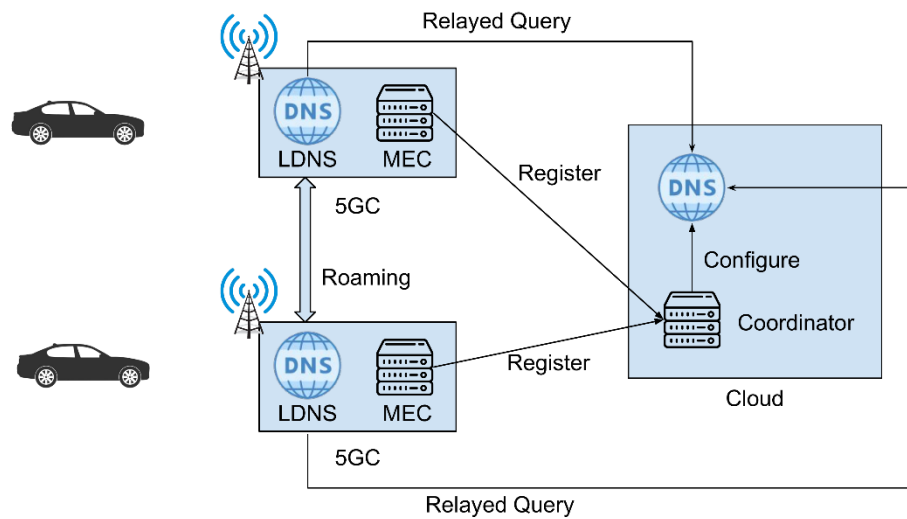 Relayed Query
DNS
LDNS
MEC
Register
5GC
DNS
Configure
Roaming
Coordinator
DNS
LDNS
MEC
Register
Cloud
5GC
Relayed Query